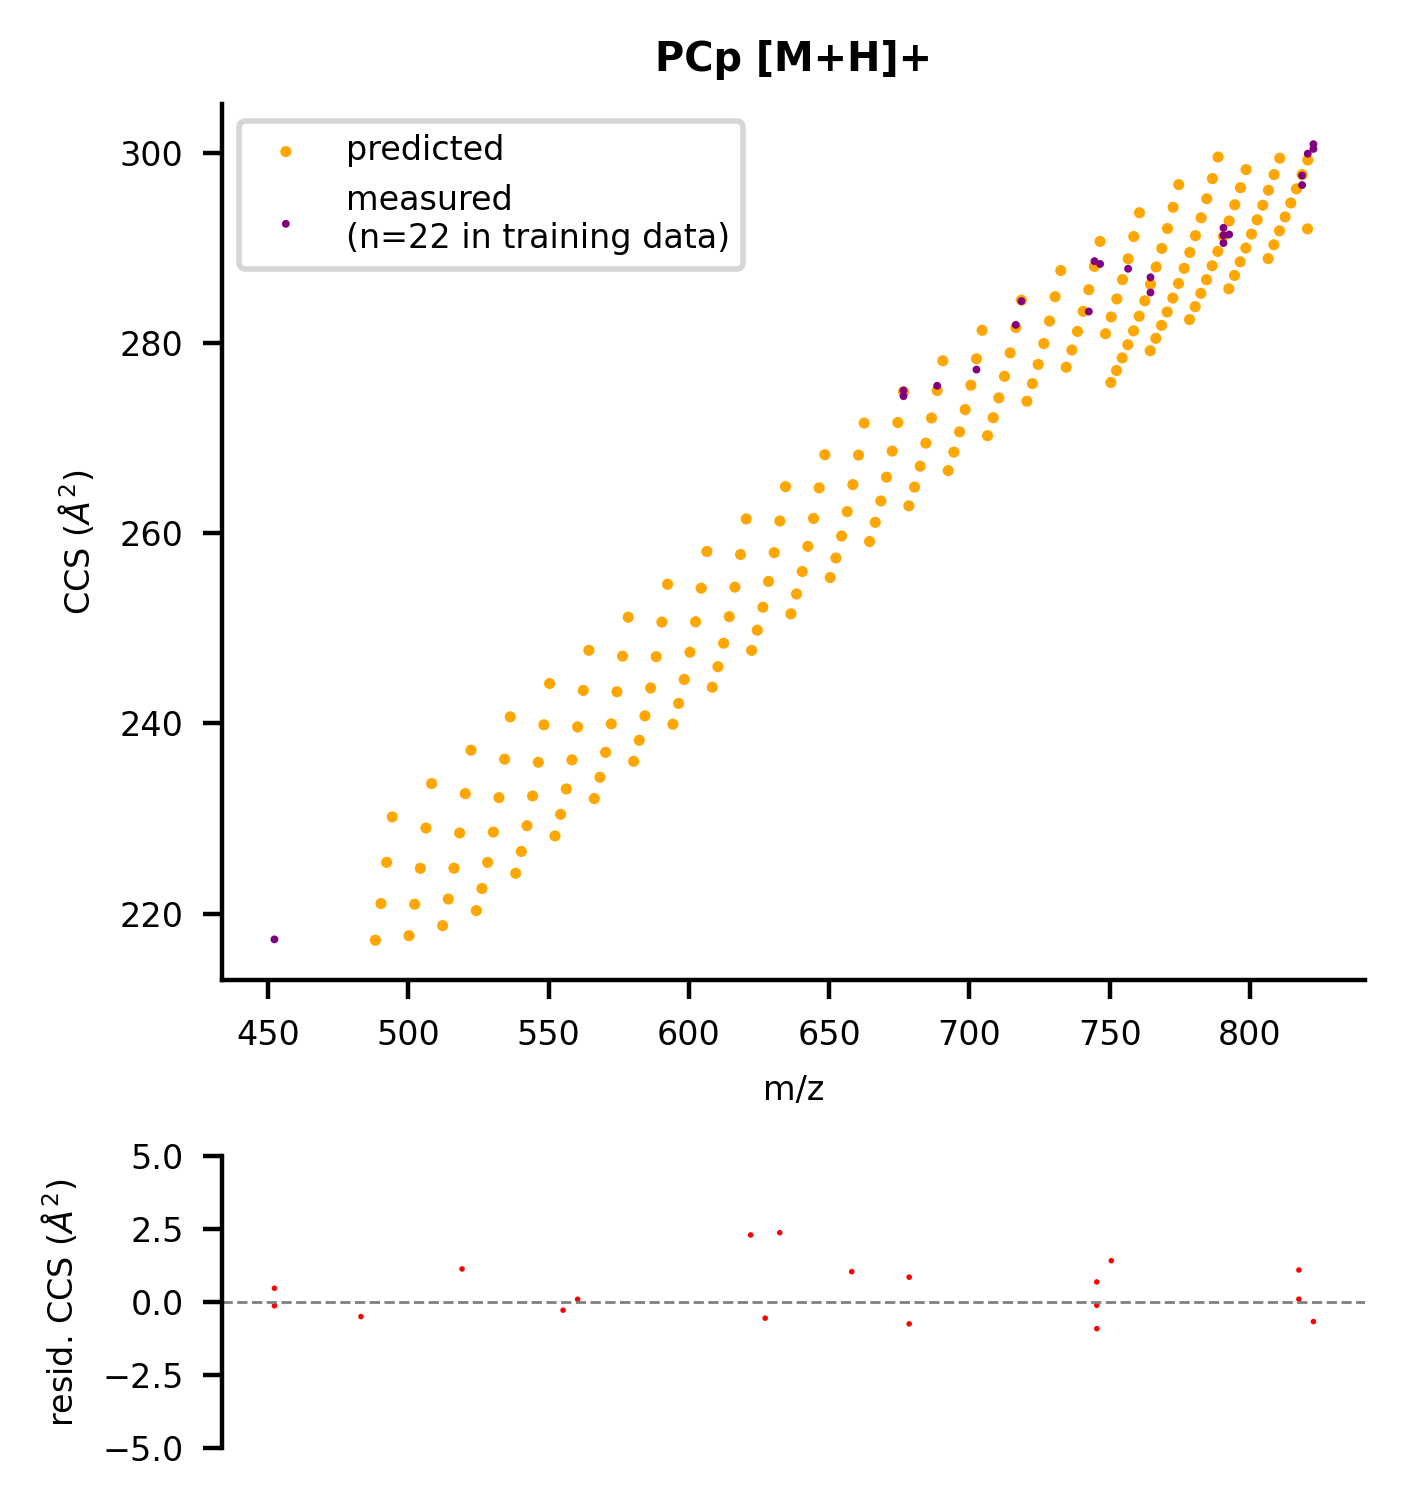 PCp [M+H]+
predicted
measured
(n=22 in training data)
CCS (Å²)
300
280
260
240
220
450 500 550 600 650 700 750 800
m/z
resid. CCS (Å²)
5.0
2.5
0.0
−2.5
−5.0